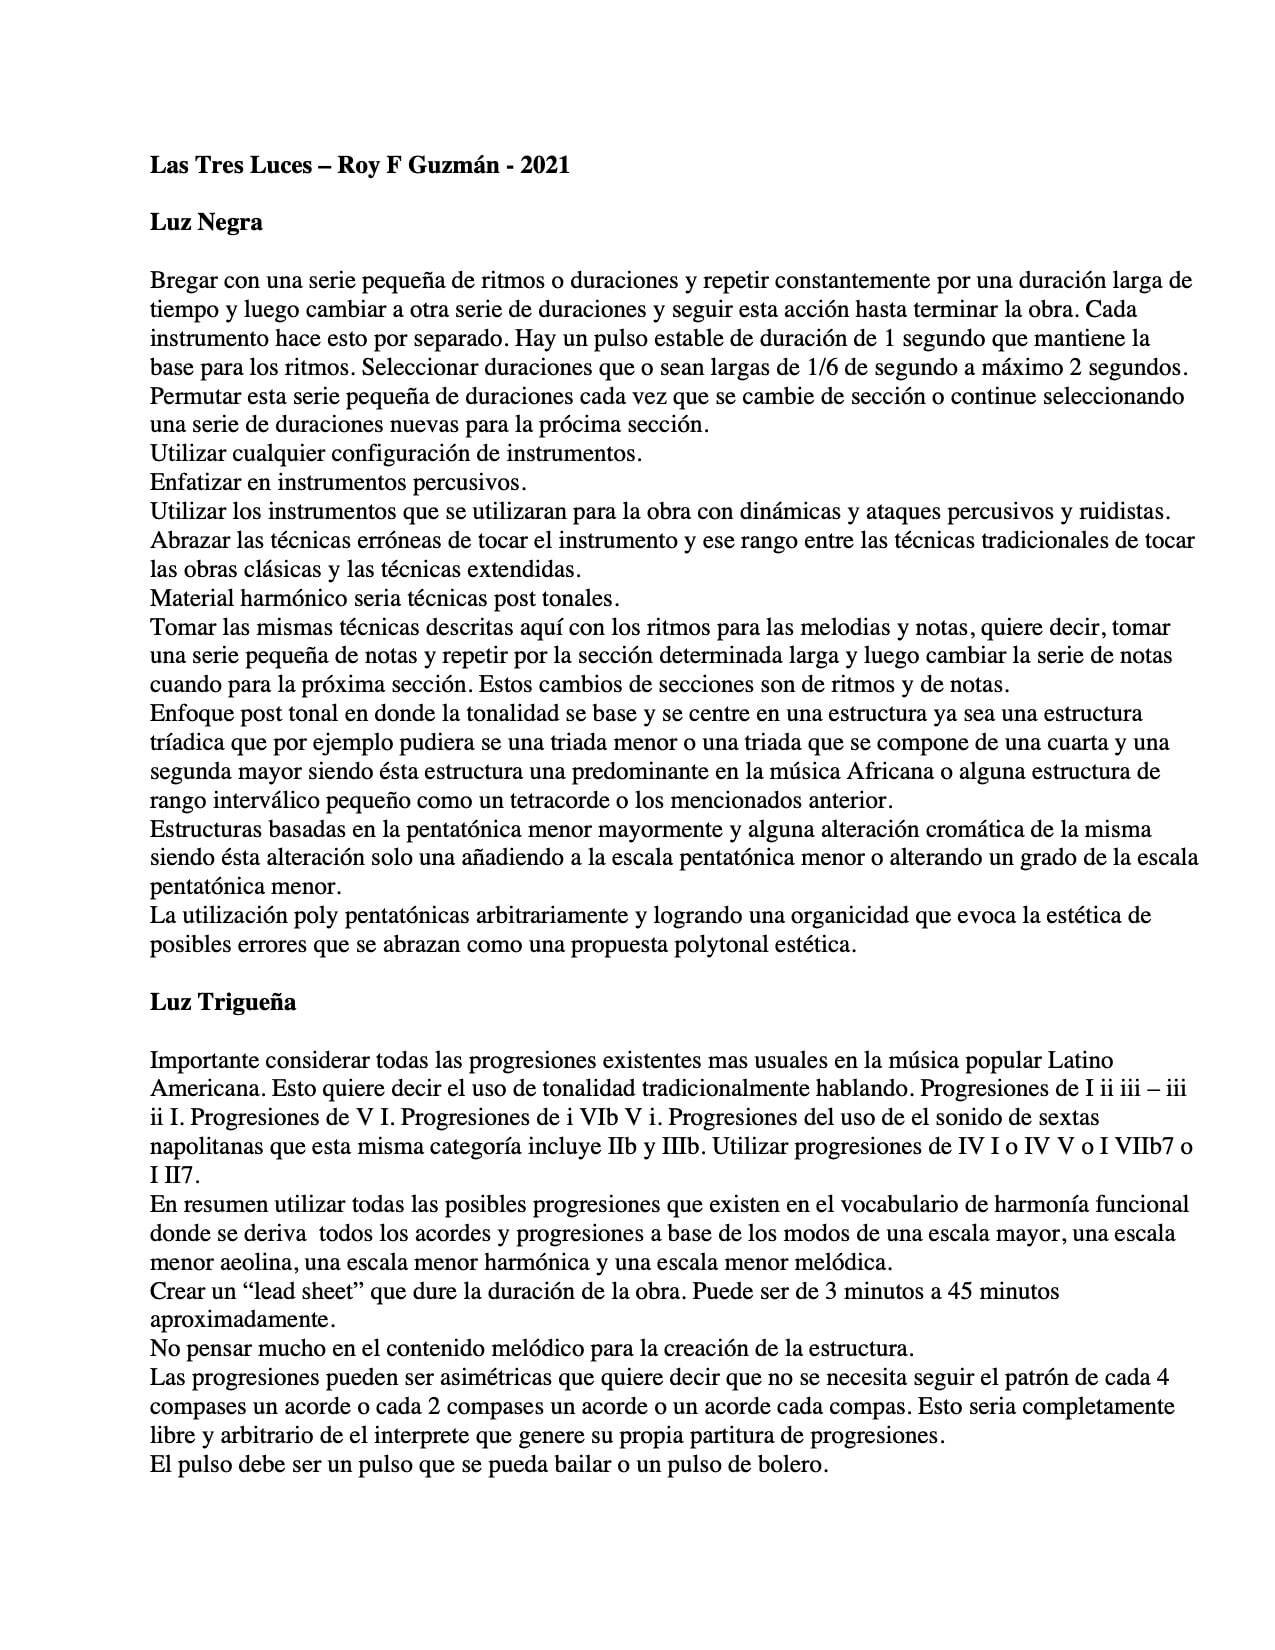 Las Tres Luces – Roy F Guzmán - 2021
Luz Negra
Bregar con una serie pequeña de ritmos o duraciones y repetir constantemente por una duración larga de
tiempo y luego cambiar a otra serie de duraciones y seguir esta acción hasta terminar la obra. Cada
instrumento hace esto por separado. Hay un pulso estable de duración de 1 segundo que mantiene la
base para los ritmos. Seleccionar duraciones que o sean largas de 1/6 de segundo a máximo 2 segundos.
Permutar esta serie pequeña de duraciones cada vez que se cambie de sección o continue seleccionando
una serie de duraciones nuevas para la prócima sección.
Utilizar cualquier configuración de instrumentos.
Enfatizar en instrumentos percusivos.
Utilizar los instrumentos que se utilizaran para la obra con dinámicas y ataques percusivos y ruidistas.
Abrazar las técnicas erróneas de tocar el instrumento y ese rango entre las técnicas tradicionales de tocar
las obras clásicas y las técnicas extendidas.
Material harmónico seria técnicas post tonales.
Tomar las mismas técnicas descritas aquí con los ritmos para las melodias y notas, quiere decir, tomar
una serie pequeña de notas y repetir por la sección determinada larga y luego cambiar la serie de notas
cuando para la próxima sección. Estos cambios de secciones son de ritmos y de notas.
Enfoque post tonal en donde la tonalidad se base y se centre en una estructura ya sea una estructura
tríadica que por ejemplo pudiera se una triada menor o una triada que se compone de una cuarta y una
segunda mayor siendo ésta estructura una predominante en la música Africana o alguna estructura de
rango interválico pequeño como un tetracorde o los mencionados anterior.
Estructuras basadas en la pentatónica menor mayormente y alguna alteración cromática de la misma
siendo ésta alteración solo una añadiendo a la escala pentatónica menor o alterando un grado de la escala
pentatónica menor.
La utilización poly pentatónicas arbitrariamente y logrando una organicidad que evoca la estética de
posibles errores que se abrazan como una propuesta polytonal estética.
Luz Trigueña
Importante considerar todas las progresiones existentes mas usuales en la música popular Latino
Americana. Esto quiere decir el uso de tonalidad tradicionalmente hablando. Progresiones de I ii iii – iii
ii I. Progresiones de V I. Progresiones de i VIb V i. Progresiones del uso de el sonido de sextas
napolitanas que esta misma categoría incluye IIb y IIIb. Utilizar progresiones de IV I o IV V o I VIIb7 o
I II7.
En resumen utilizar todas las posibles progresiones que existen en el vocabulario de harmonía funcional
donde se deriva  todos los acordes y progresiones a base de los modos de una escala mayor, una escala
menor aeolina, una escala menor harmónica y una escala menor melódica.
Crear un “lead sheet” que dure la duración de la obra. Puede ser de 3 minutos a 45 minutos
aproximadamente.
No pensar mucho en el contenido melódico para la creación de la estructura.
Las progresiones pueden ser asimétricas que quiere decir que no se necesita seguir el patrón de cada 4
compases un acorde o cada 2 compases un acorde o un acorde cada compas. Esto seria completamente
libre y arbitrario de el interprete que genere su propia partitura de progresiones.
El pulso debe ser un pulso que se pueda bailar o un pulso de bolero.